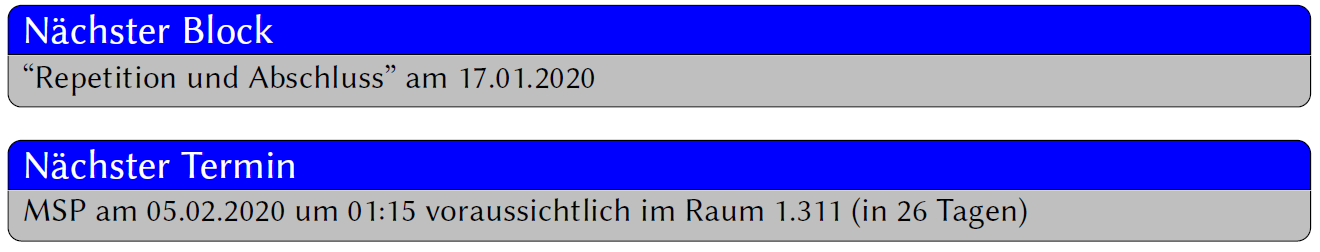 Nächster Block
“Repetition und Abschluss” am 17.01.2020
Nächster Termin
MSP am 05.02.2020 um 01:15 voraussichtlich im Raum 1.311 (in 26 Tagen)